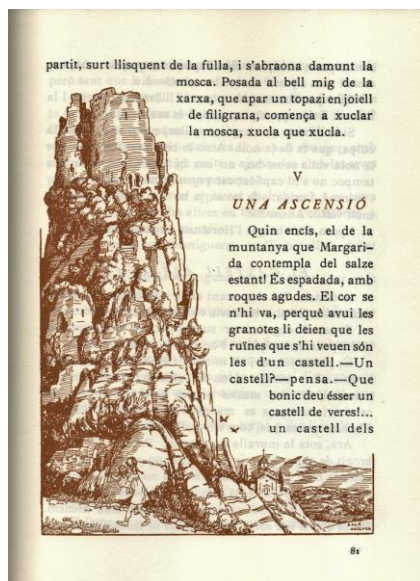 partit, surt llisquent de la fulla, i s'abraona damunt la
mosca. Posada al bell mig de la
xarxa, que apar un topazi en joiell
de filigrana, comença a xuclar
la mosca, xucla que xucla.
V
UNA ASCENSIÓ
Quin encís, el de la
muntanya que Margari-
da contempla del salze
estant! És espadada, amb
roques agudes. El cor se
n'hi va, perquè avui les
granotes li deien que les
ruïnes que s'hi veuen són
les d'un castell.—Un
castell?—pensa.—Que
bonic deu ésser un
castell de veres!...
un castell dels
81